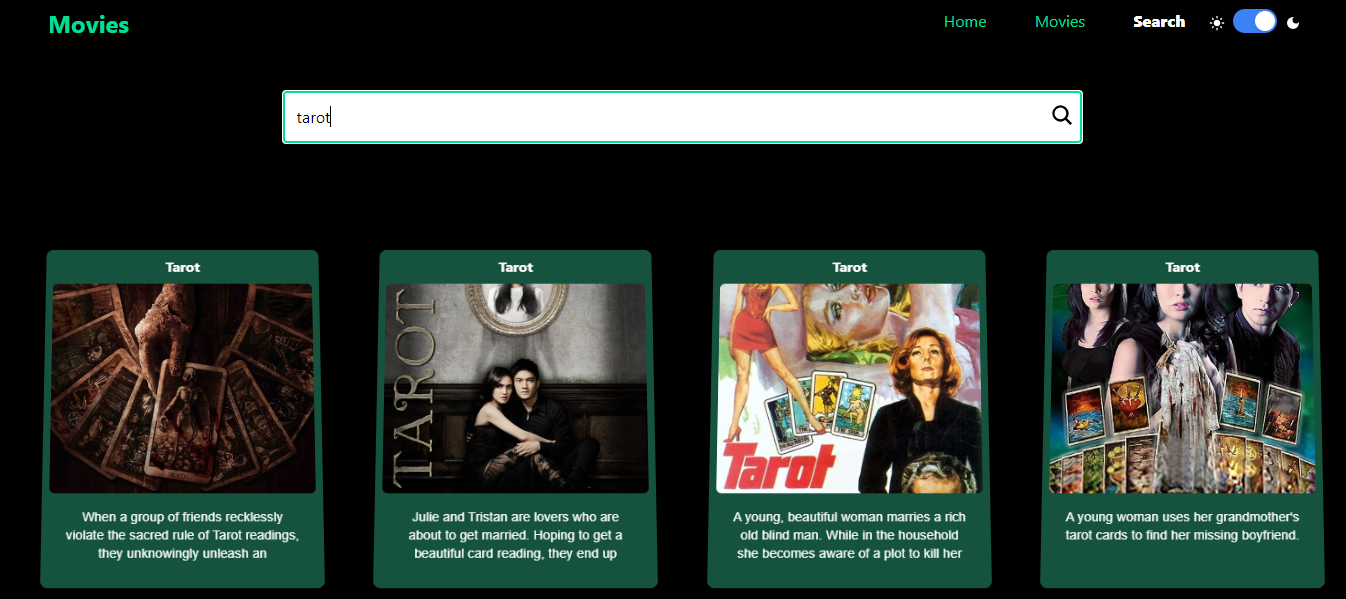 Movies
Home
Movies
Search
tarot
Tarot
Tarot
Tarot
Tarot
TAROT
Tarot
When a group of friends recklessly
violate the sacred rule of Tarot readings,
they unknowingly unleash an
Julie and Tristan are lovers who are
about to get married. Hoping to get a
beautiful card reading, they end up
A young, beautiful woman marries a rich
old blind man. While in the household
she becomes aware of a plot to kill her
A young woman uses her grandmother's
tarot cards to find her missing boyfriend.